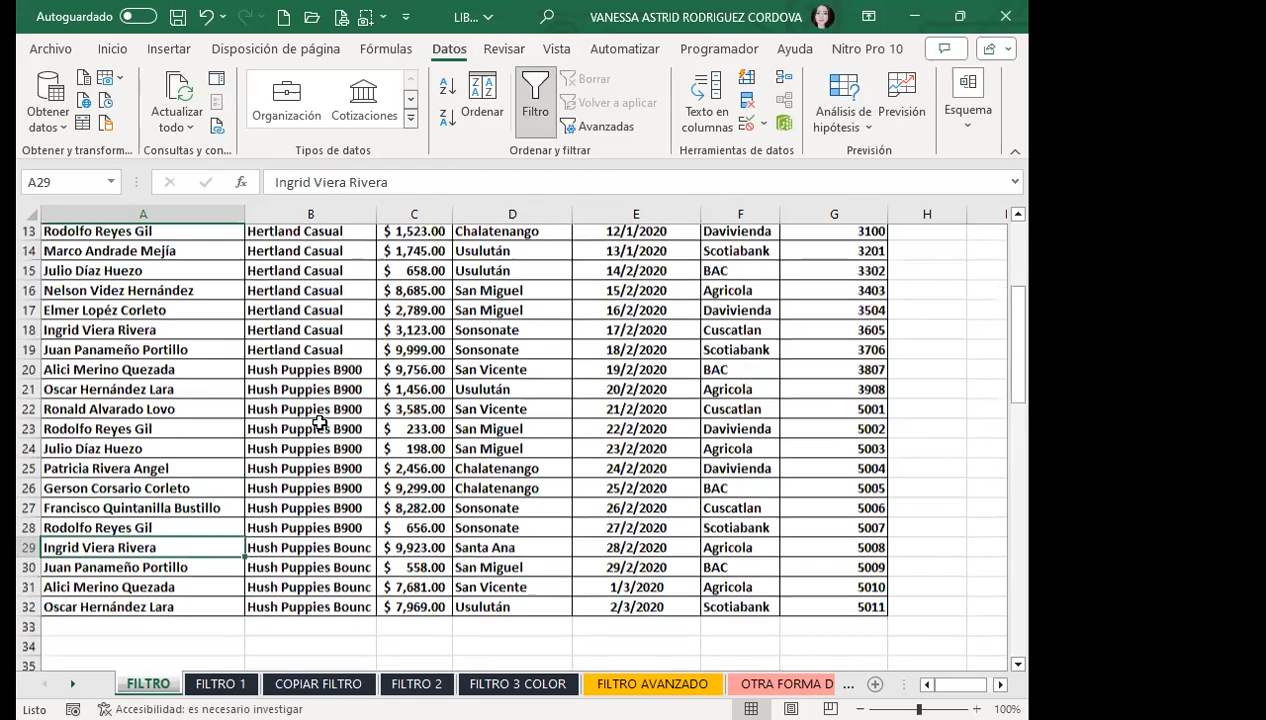 Autoguardado LIB... VANESSA ASTRID RODRIGUEZ CORDOVA
Archivo Inicio Insertar Disposición de página Fórmulas Datos Revisar Vista Automatizar Programador Ayuda Nitro Pro 10
Obtener datos
Actualizar todo
Organización Cotizaciones
Ordenar
Filtro
Borrar
Volver a aplicar
Avanzadas
Texto en columnas
Análisis de hipótesis
Previsión
Esquema
Obtener y transform... Consultas y con... Tipos de datos Ordenar y filtrar Herramientas de datos Previsión
A29 fx Ingrid Viera Rivera
A B C D E F G H I
13 Rodolfo Reyes Gil Hertland Casual $ 1,523.00 Chalatenango 12/1/2020 Davivienda 3100
14 Marco Andrade Mejía Hertland Casual $ 1,745.00 Usulután 13/1/2020 Scotiabank 3201
15 Julio Díaz Huezo Hertland Casual $ 658.00 Usulután 14/2/2020 BAC 3302
16 Nelson Videz Hernández Hertland Casual $ 8,685.00 San Miguel 15/2/2020 Agricola 3403
17 Elmer Lopéz Corleto Hertland Casual $ 2,789.00 San Miguel 16/2/2020 Davivienda 3504
18 Ingrid Viera Rivera Hertland Casual $ 3,123.00 Sonsonate 17/2/2020 Cuscatlan 3605
19 Juan Panameño Portillo Hertland Casual $ 9,999.00 Sonsonate 18/2/2020 Scotiabank 3706
20 Alici Merino Quezada Hush Puppies B900 $ 9,756.00 San Vicente 19/2/2020 BAC 3807
21 Oscar Hernández Lara Hush Puppies B900 $ 1,456.00 Usulután 20/2/2020 Agricola 3908
22 Ronald Alvarado Lovo Hush Puppies B900 $ 3,585.00 San Vicente 21/2/2020 Cuscatlan 5001
23 Rodolfo Reyes Gil Hush Puppies B900 $ 233.00 San Miguel 22/2/2020 Davivienda 5002
24 Julio Díaz Huezo Hush Puppies B900 $ 198.00 San Miguel 23/2/2020 Agricola 5003
25 Patricia Rivera Angel Hush Puppies B900 $ 2,456.00 Chalatenango 24/2/2020 Davivienda 5004
26 Gerson Corsario Corleto Hush Puppies B900 $ 9,299.00 Chalatenango 25/2/2020 BAC 5005
27 Francisco Quintanilla Bustillo Hush Puppies B900 $ 8,282.00 Sonsonate 26/2/2020 Cuscatlan 5006
28 Rodolfo Reyes Gil Hush Puppies B900 $ 656.00 Sonsonate 27/2/2020 Scotiabank 5007
29 Ingrid Viera Rivera Hush Puppies Bounc $ 9,923.00 Santa Ana 28/2/2020 Agricola 5008
30 Juan Panameño Portillo Hush Puppies Bounc $ 558.00 San Miguel 29/2/2020 BAC 5009
31 Alici Merino Quezada Hush Puppies Bounc $ 7,681.00 San Vicente 1/3/2020 Agricola 5010
32 Oscar Hernández Lara Hush Puppies Bounc $ 7,969.00 Usulután 2/3/2020 Scotiabank 5011
33
34
35
FILTRO FILTRO 1 COPIAR FILTRO FILTRO 2 FILTRO 3 COLOR FILTRO AVANZADO OTRA FORMA D ...
Listo Accesibilidad: es necesario investigar 100%